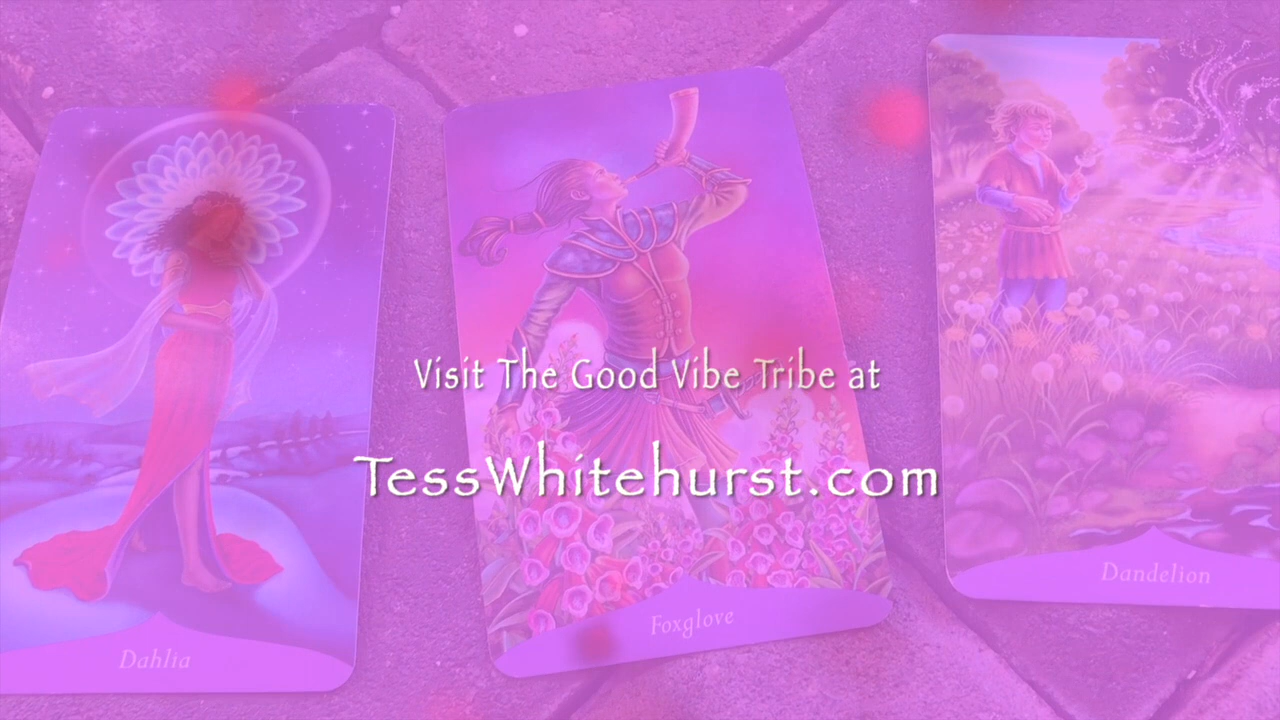 Visit The Good Vibe Tribe at
TessWhitehurst.com
Dahlia
Foxglove
Dandelion